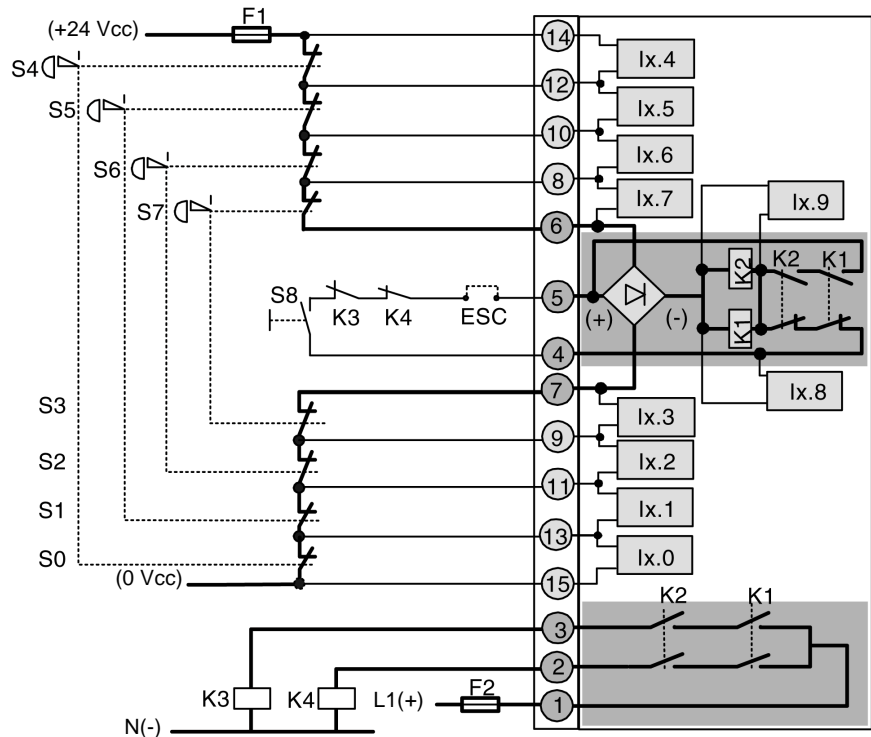 F1
(+24 Vcc)
14
Ix.4
S4
12
S5
Ix.5
10
Ix.6
S6
8
Ix.7
Ix.9
S7
6
K2 K2 K1
S8
5
K3 K4 ESC
(+) (-)
K1
4
7
Ix.8
S3
Ix.3
9
S2
Ix.2
11
S1
Ix.1
13
S0
Ix.0
(0 Vcc)
15
K2 K1
3
2
K3 K4 L1(+) F2
1
N(-)